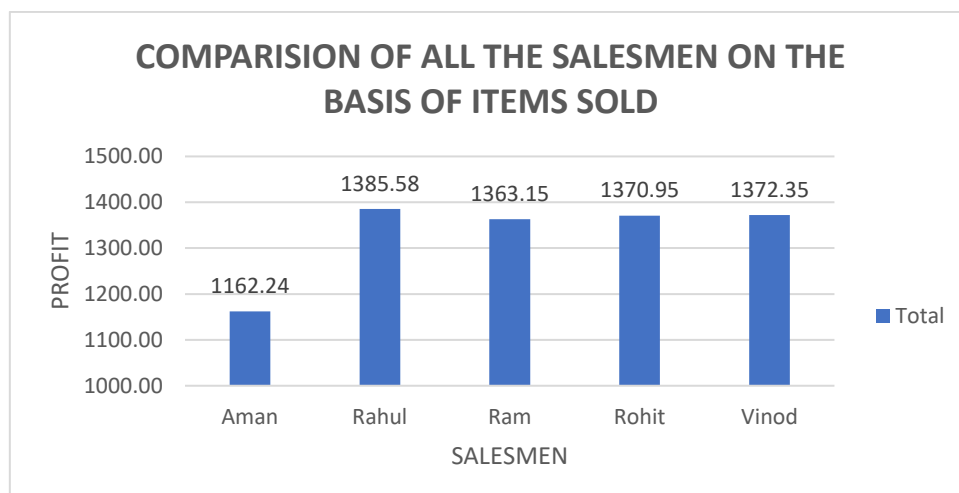 COMPARISION OF ALL THE SALESMEN ON THE
BASIS OF ITEMS SOLD
1500.00
1400.00
1300.00
1200.00
1100.00
1000.00
PROFIT
1162.24
1385.58
1363.15
1370.95
1372.35
Aman Rahul Ram Rohit Vinod
SALESMEN
Total